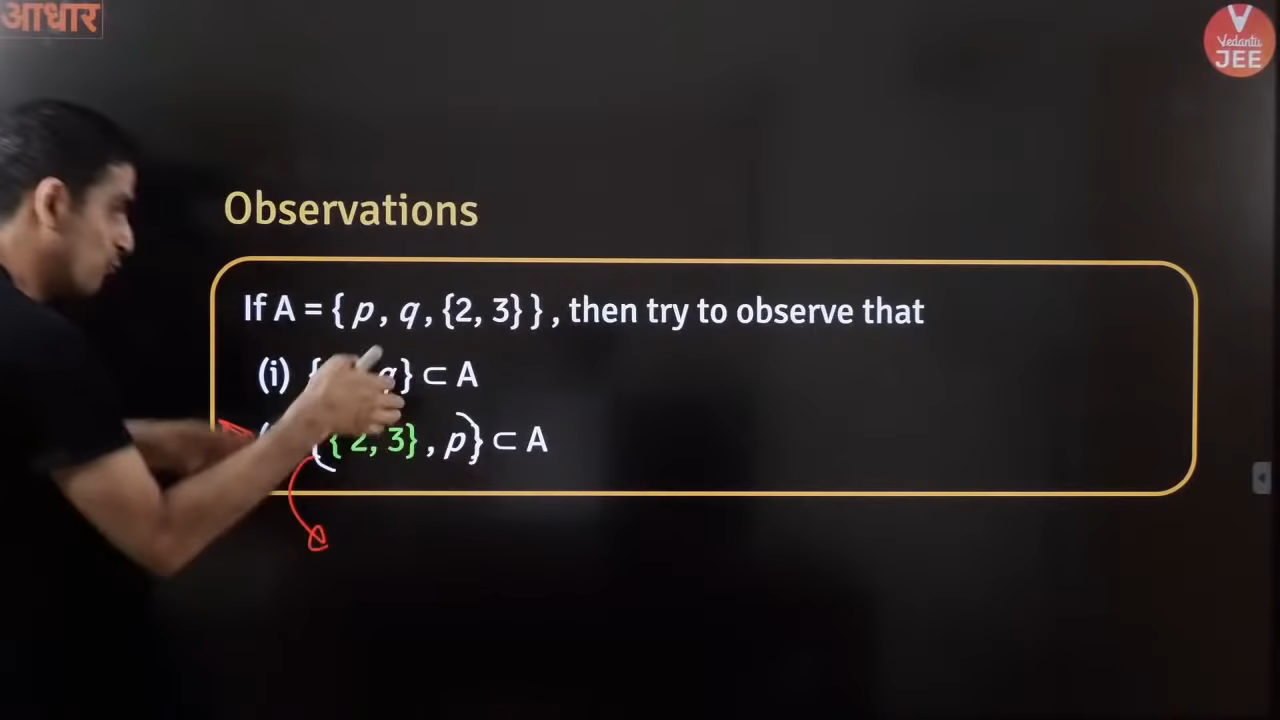 आधार
Vedantu
JEE
Observations
If A = { p, q, {2, 3} }, then try to observe that
(i) { q} ⊂ A
{{ 2, 3} , p} ⊂ A